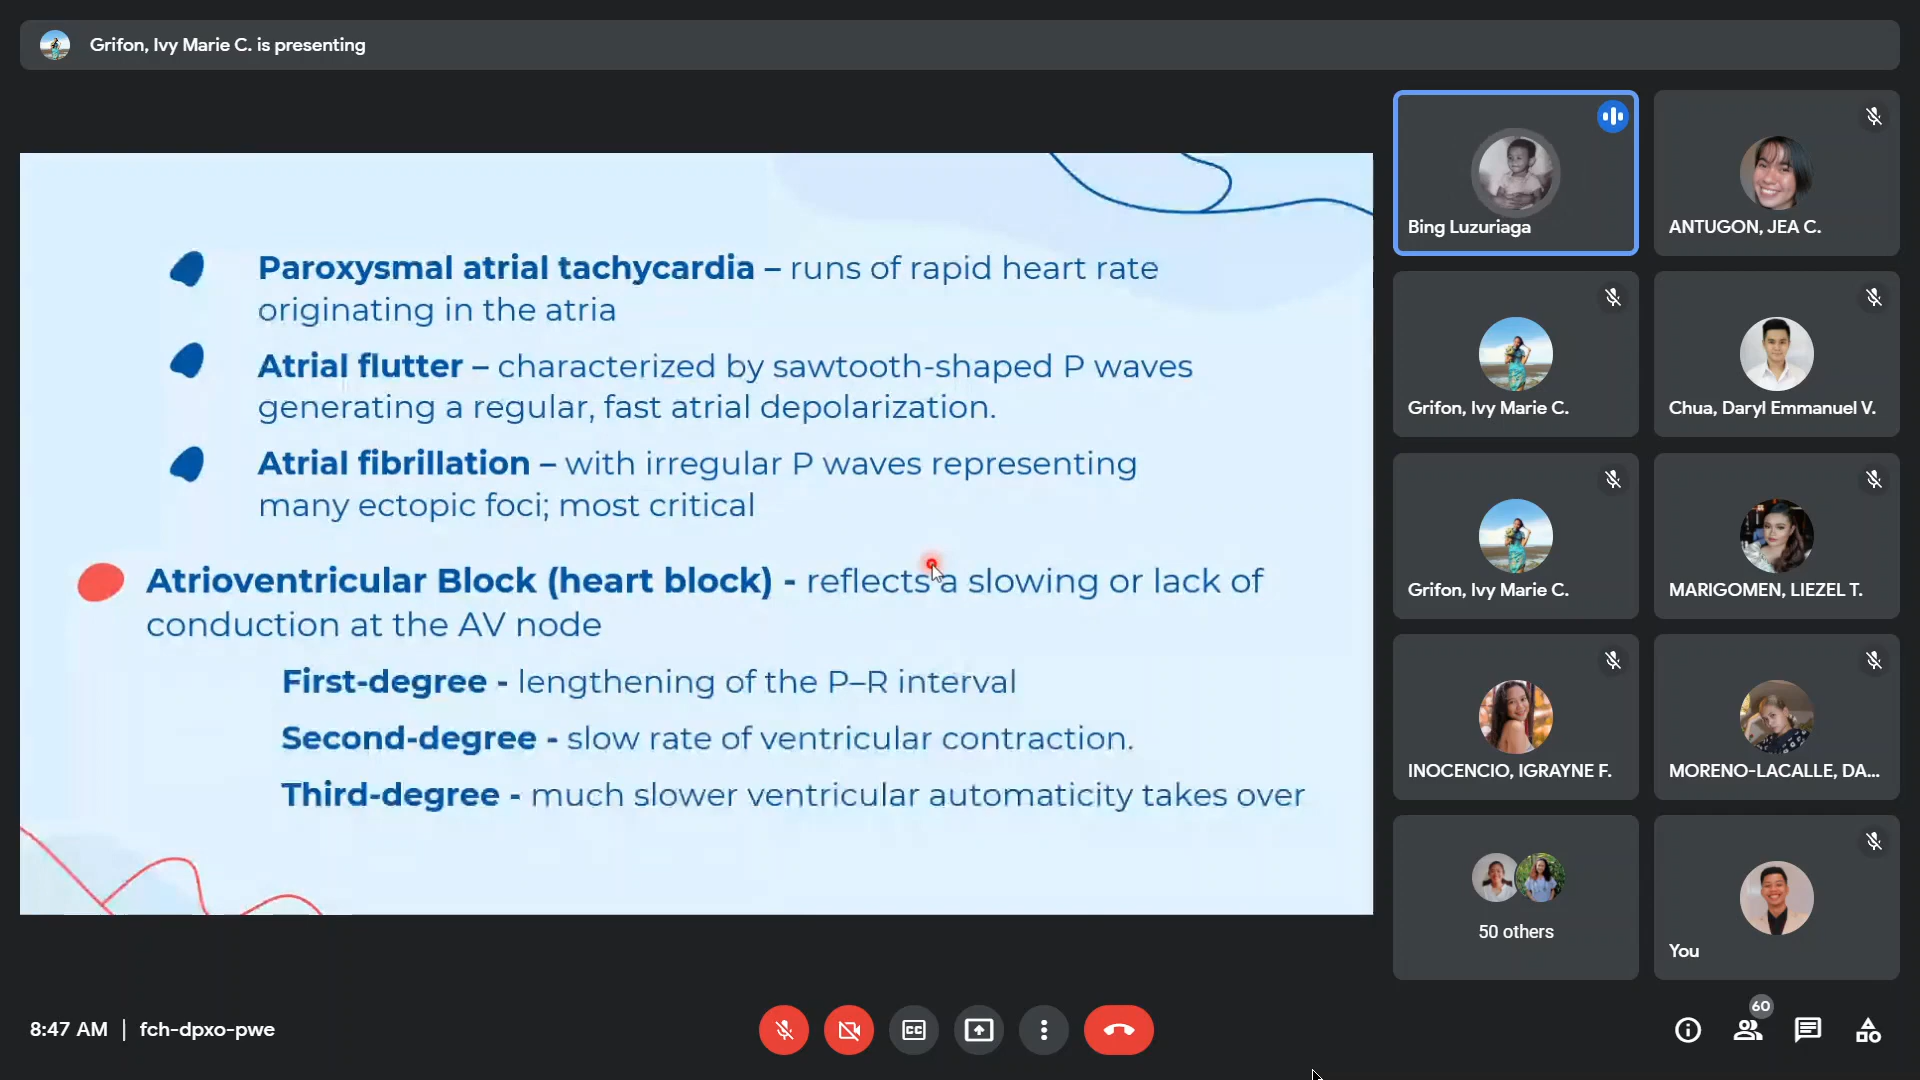 Grifon, Ivy Marie C. is presenting
Paroxysmal atrial tachycardia – runs of rapid heart rate
originating in the atria
Atrial flutter – characterized by sawtooth-shaped P waves
generating a regular, fast atrial depolarization.
Atrial fibrillation – with irregular P waves representing
many ectopic foci; most critical
Atrioventricular Block (heart block) - reflects a slowing or lack of
conduction at the AV node
First-degree - lengthening of the P–R interval
Second-degree - slow rate of ventricular contraction.
Third-degree - much slower ventricular automaticity takes over
Bing Luzuriaga
ANTUGON, JEA C.
Grifon, Ivy Marie C.
Chua, Daryl Emmanuel V.
Grifon, Ivy Marie C.
MARIGOMEN, LIEZEL T.
INOCENCIO, IGRAYNE F.
MORENO-LACALLE, DA...
50 others
You
8:47 AM | fch-dpxo-pwe
CC
60